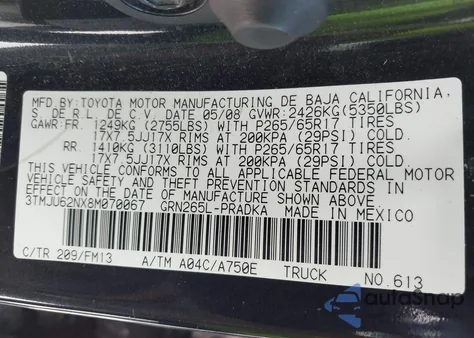 MFD.BY:TOYOTA MOTOR MANUFACTURING DE BAJA CALIFORNIA,
S. DE R.L. DE C.V. DATE 05/08 GVWR:2426KG(5350LBS)
GAWR:FR. 1249KG (2755LBS) WITH P265/65R17 TIRES
17X7.5JJ17X RIMS AT 200KPA (29PSI) COLD.
RR. 1410KG (3110LBS) WITH P265/65R17 TIRES
17X7.5JJ17X RIMS AT 200KPA (29PSI) COLD.
THIS VEHICLE CONFORMS TO ALL APPLICABLE FEDERAL MOTOR
VEHICLE SAFETY AND THEFT PREVENTION STANDARDS IN
EFFECT ON THE DATE OF MANUFACTURE SHOWN ABOVE.
3TMJU62NX8M070067 GRN265L-PRADKA MADE IN MEXICO
C/TR 209/FM13 A/TM A04C/A750E TRUCK NO.613
autoSnap